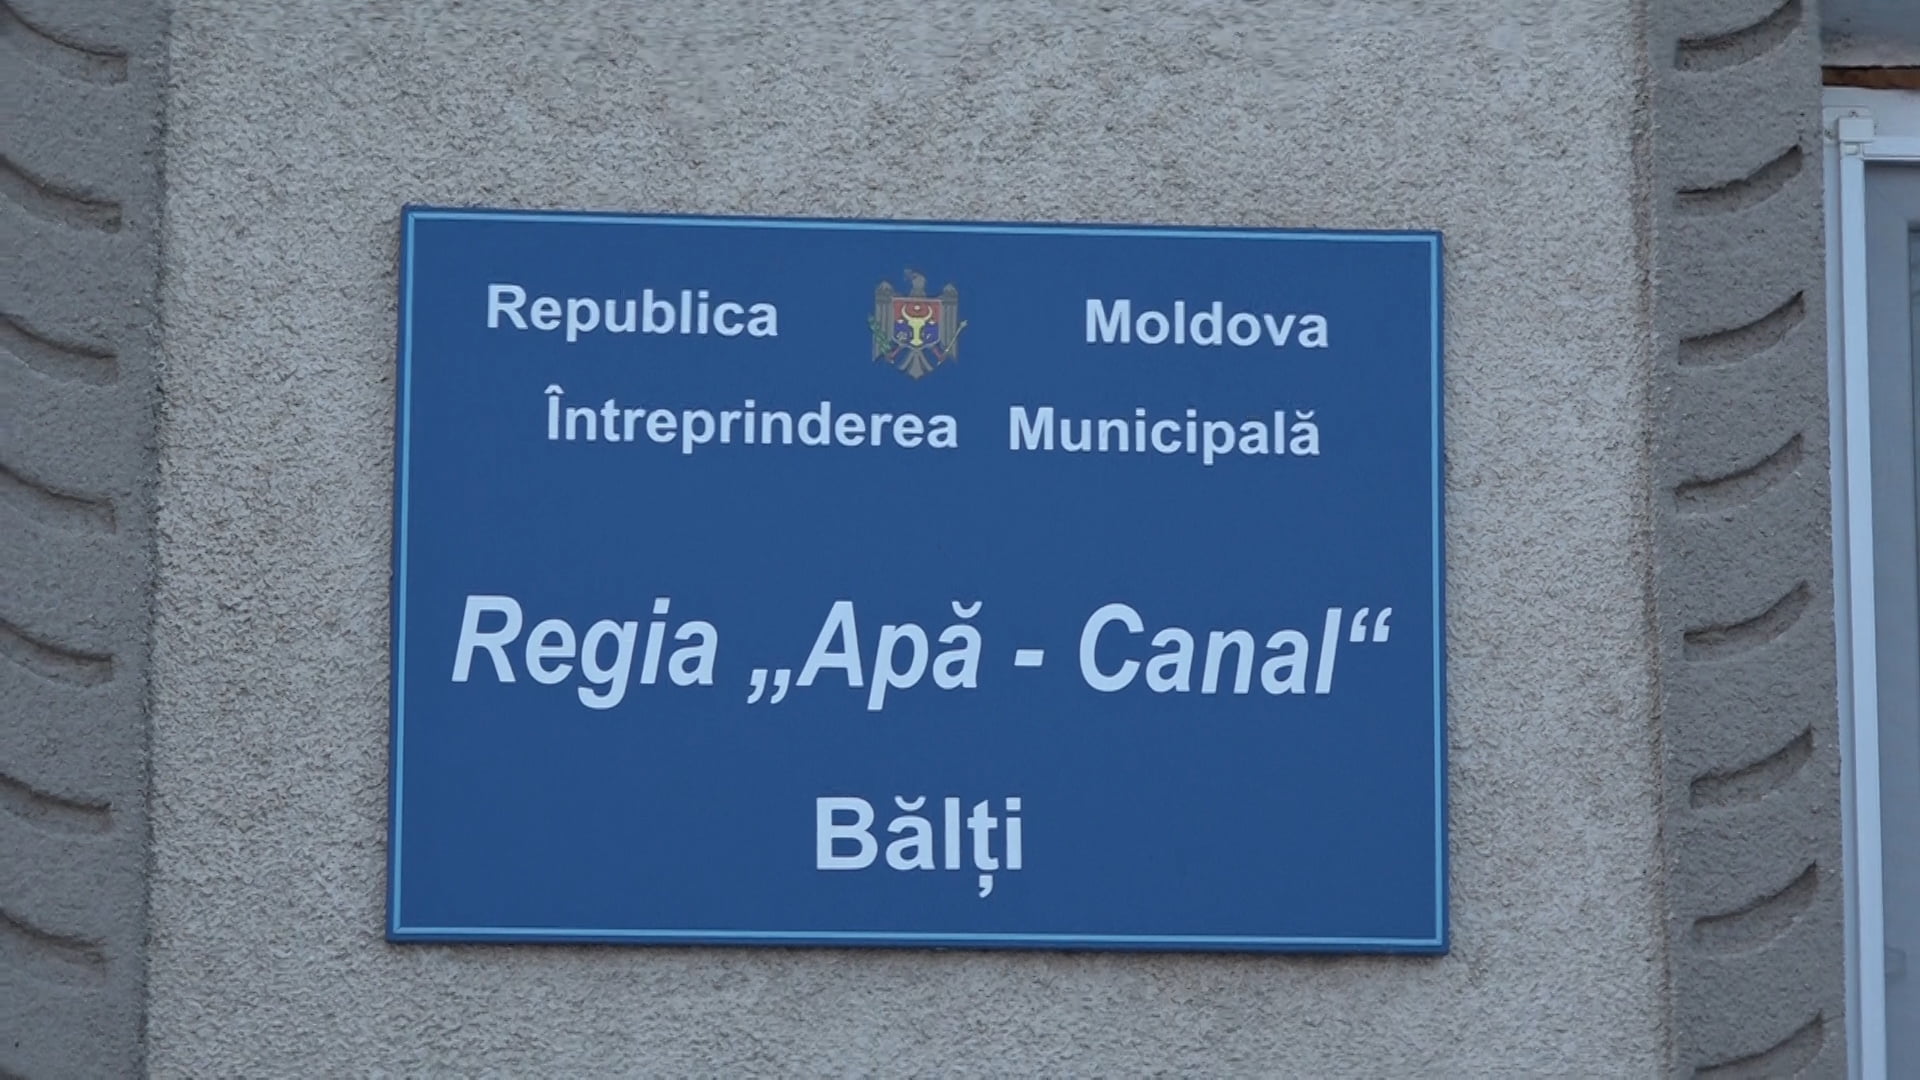 Republica Moldova
Întreprinderea Municipală
Regia „Apă - Canal“
Bălți